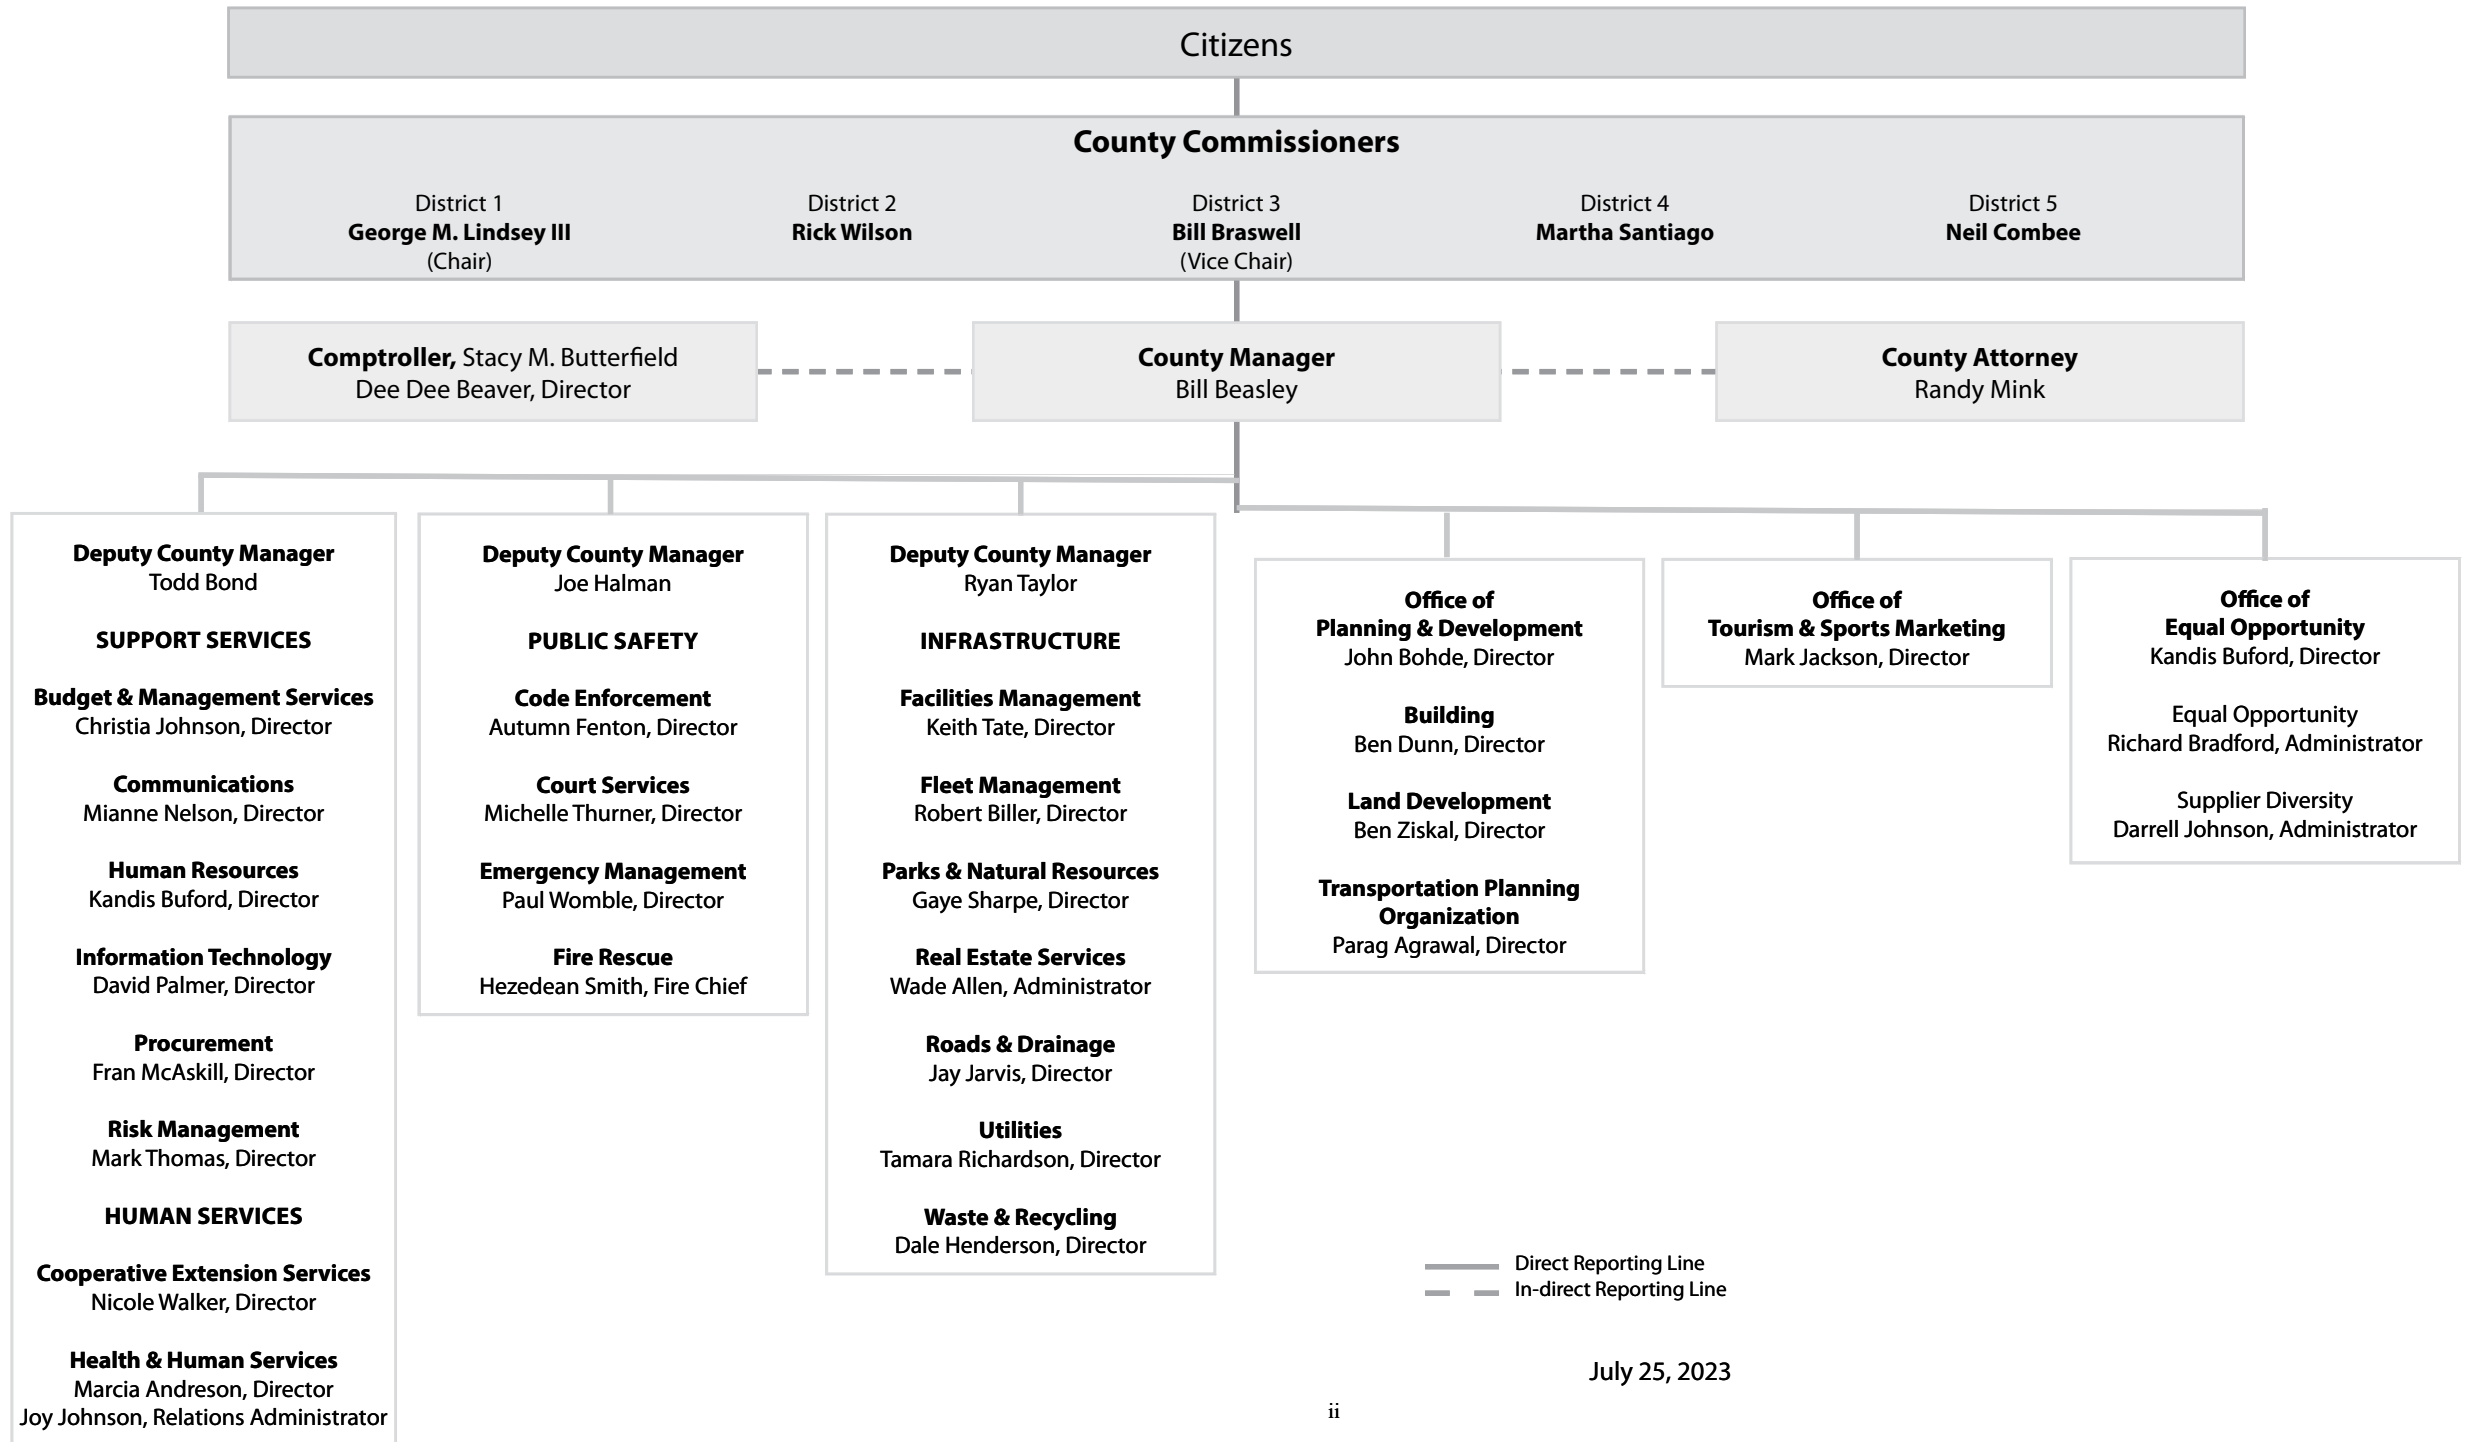 Citizens
County Commissioners
District 1
George M. Lindsey III
(Chair)
District 2
Rick Wilson
District 3
Bill Braswell
(Vice Chair)
District 4
Martha Santiago
District 5
Neil Combee
Comptroller, Stacy M. Butterfield
Dee Dee Beaver, Director
County Manager
Bill Beasley
County Attorney
Randy Mink
Deputy County Manager
Todd Bond
SUPPORT SERVICES
Budget & Management Services
Christia Johnson, Director
Communications
Mianne Nelson, Director
Human Resources
Kandis Buford, Director
Information Technology
David Palmer, Director
Procurement
Fran McAskill, Director
Risk Management
Mark Thomas, Director
HUMAN SERVICES
Cooperative Extension Services
Nicole Walker, Director
Health & Human Services
Marcia Andreson, Director
Joy Johnson, Relations Administrator
Deputy County Manager
Joe Halman
PUBLIC SAFETY
Code Enforcement
Autumn Fenton, Director
Court Services
Michelle Thurner, Director
Emergency Management
Paul Womble, Director
Fire Rescue
Hezedean Smith, Fire Chief
Deputy County Manager
Ryan Taylor
INFRASTRUCTURE
Facilities Management
Keith Tate, Director
Fleet Management
Robert Biller, Director
Parks & Natural Resources
Gaye Sharpe, Director
Real Estate Services
Wade Allen, Administrator
Roads & Drainage
Jay Jarvis, Director
Utilities
Tamara Richardson, Director
Waste & Recycling
Dale Henderson, Director
Office of
Planning & Development
John Bohde, Director
Building
Ben Dunn, Director
Land Development
Ben Ziskal, Director
Transportation Planning
Organization
Parag Agrawal, Director
Office of
Tourism & Sports Marketing
Mark Jackson, Director
Office of
Equal Opportunity
Kandis Buford, Director
Equal Opportunity
Richard Bradford, Administrator
Supplier Diversity
Darrell Johnson, Administrator
Direct Reporting Line
In-direct Reporting Line
July 25, 2023
ii